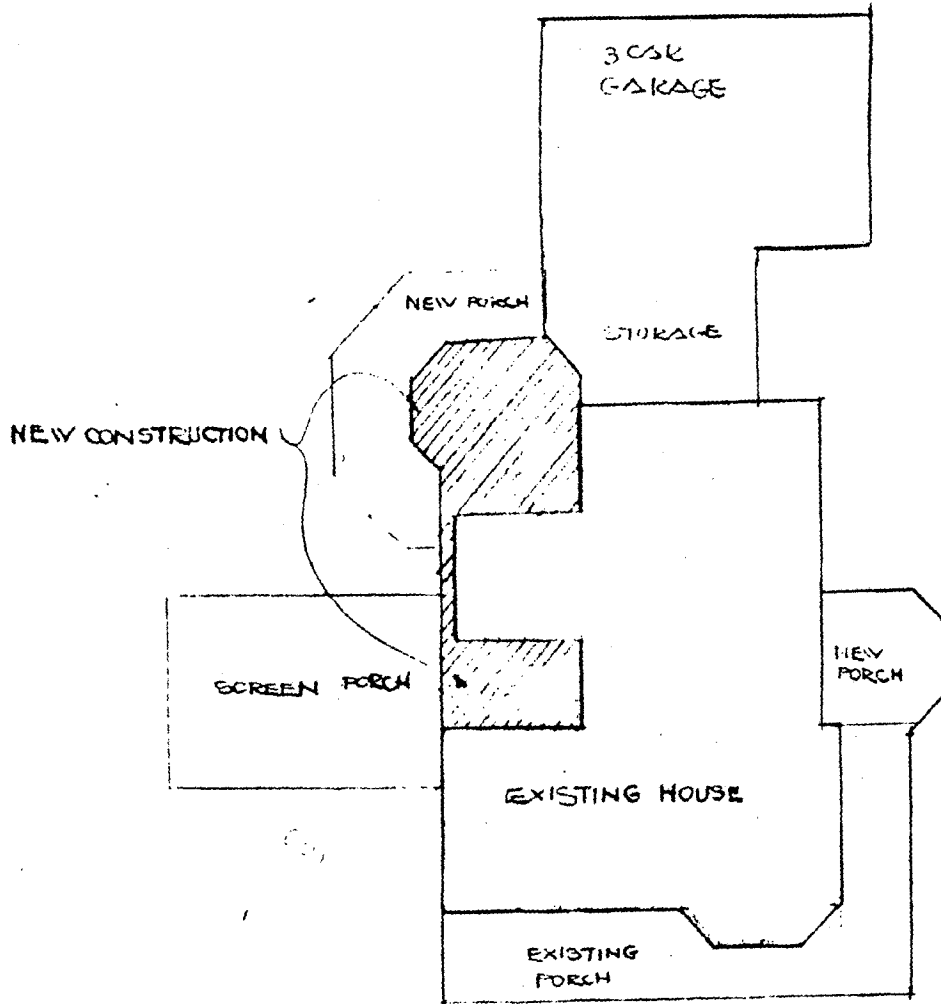 3 CAR
GARAGE
NEW PORCH
STORAGE
NEW CONSTRUCTION
SCREEN PORCH
NEW
PORCH
EXISTING HOUSE
EXISTING
PORCH